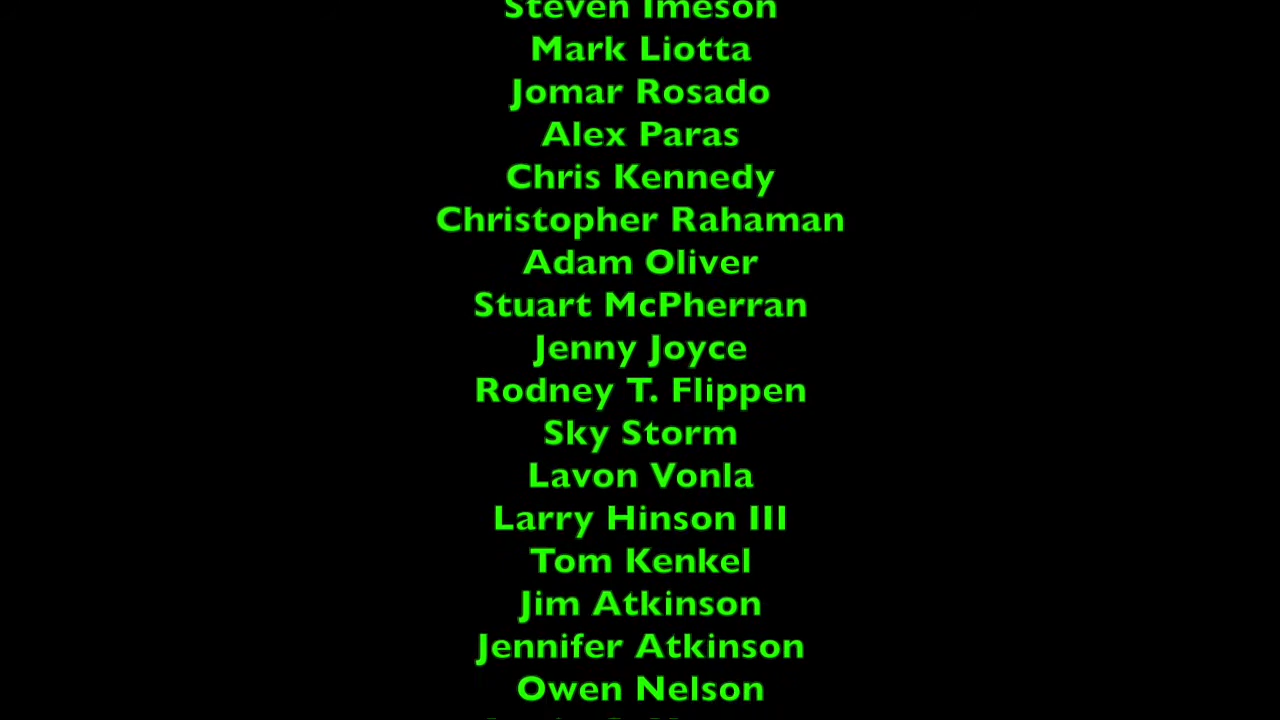 Steven Imeson
Mark Liotta
Jomar Rosado
Alex Paras
Chris Kennedy
Christopher Rahaman
Adam Oliver
Stuart McPherran
Jenny Joyce
Rodney T. Flippen
Sky Storm
Lavon Vonla
Larry Hinson III
Tom Kenkel
Jim Atkinson
Jennifer Atkinson
Owen Nelson